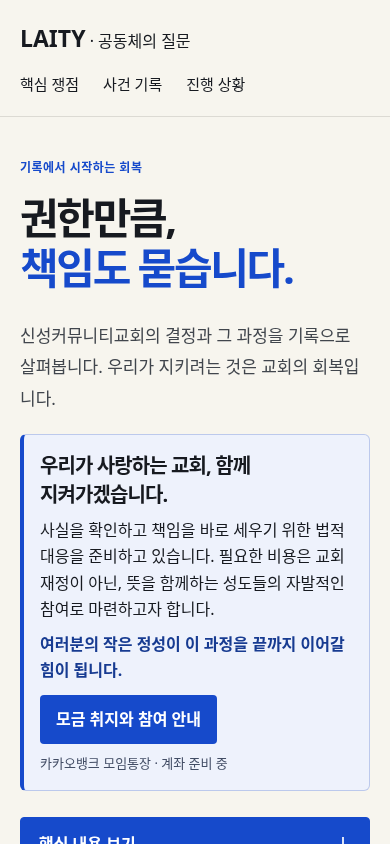 LAITY · 공동체의 질문
핵심 쟁점 사건 기록 진행 상황
기록에서 시작하는 회복
권한만큼,
책임도 묻습니다.
신성커뮤니티교회의 결정과 그 과정을 기록으로
살펴봅니다. 우리가 지키려는 것은 교회의 회복입
니다.
우리가 사랑하는 교회, 함께
지켜가겠습니다.
사실을 확인하고 책임을 바로 세우기 위한 법적
대응을 준비하고 있습니다. 필요한 비용은 교회
재정이 아닌, 뜻을 함께하는 성도들의 자발적인
참여로 마련하고자 합니다.
여러분의 작은 정성이 이 과정을 끝까지 이어갈
힘이 됩니다.
모금 취지와 참여 안내
카카오뱅크 모임통장 · 계좌 준비 중
핵심 내용 보기